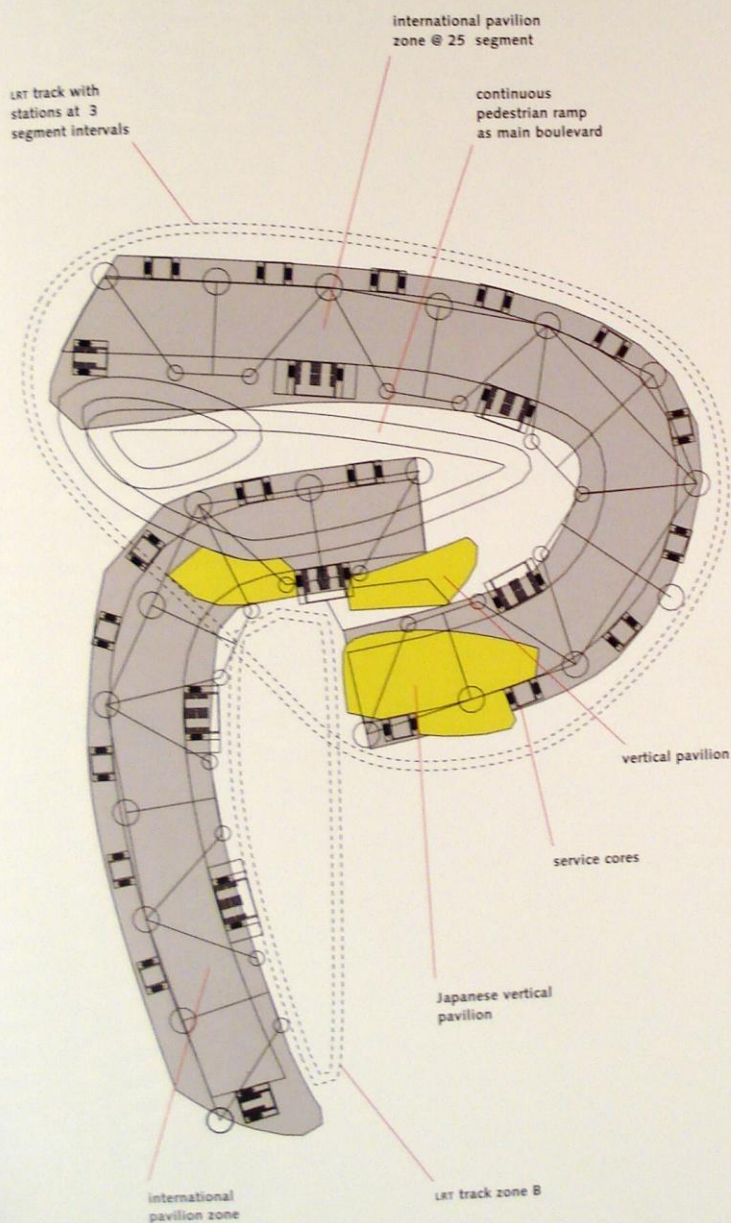 international pavilion
zone @ 25 segment
LRT track with
stations at 3
segment intervals
continuous
pedestrian ramp
as main boulevard
vertical pavilion
service cores
Japanese vertical
pavilion
international
pavilion zone
LRT track zone B